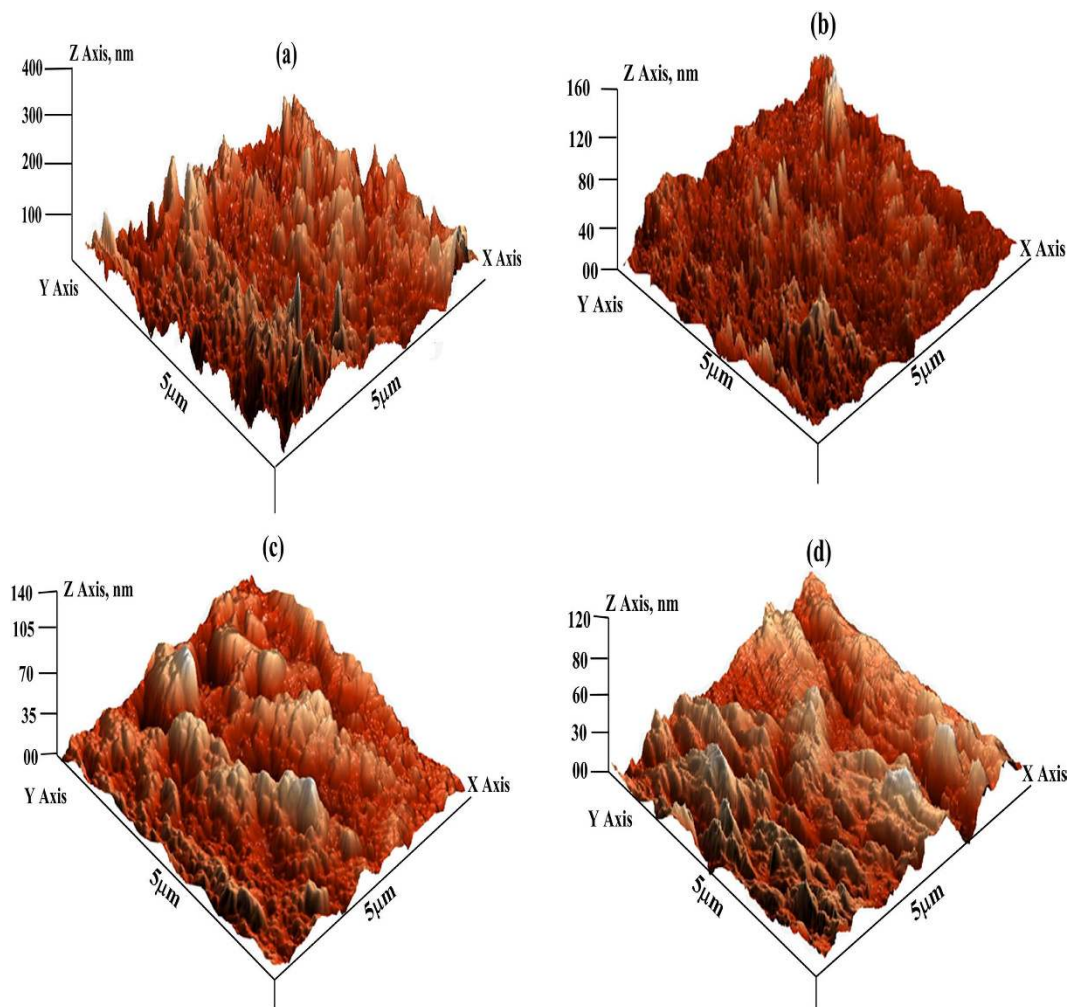 (a)
Z Axis, nm
400
300
200
100
Y Axis
X Axis
5μm
5μm
(b)
Z Axis, nm
160
120
80
40
00
Y Axis
X Axis
5μm
5μm
(c)
Z Axis, nm
140
105
70
35
00
Y Axis
X Axis
5μm
5μm
(d)
Z Axis, nm
120
80
60
30
00
Y Axis
X Axis
5μm
5μm